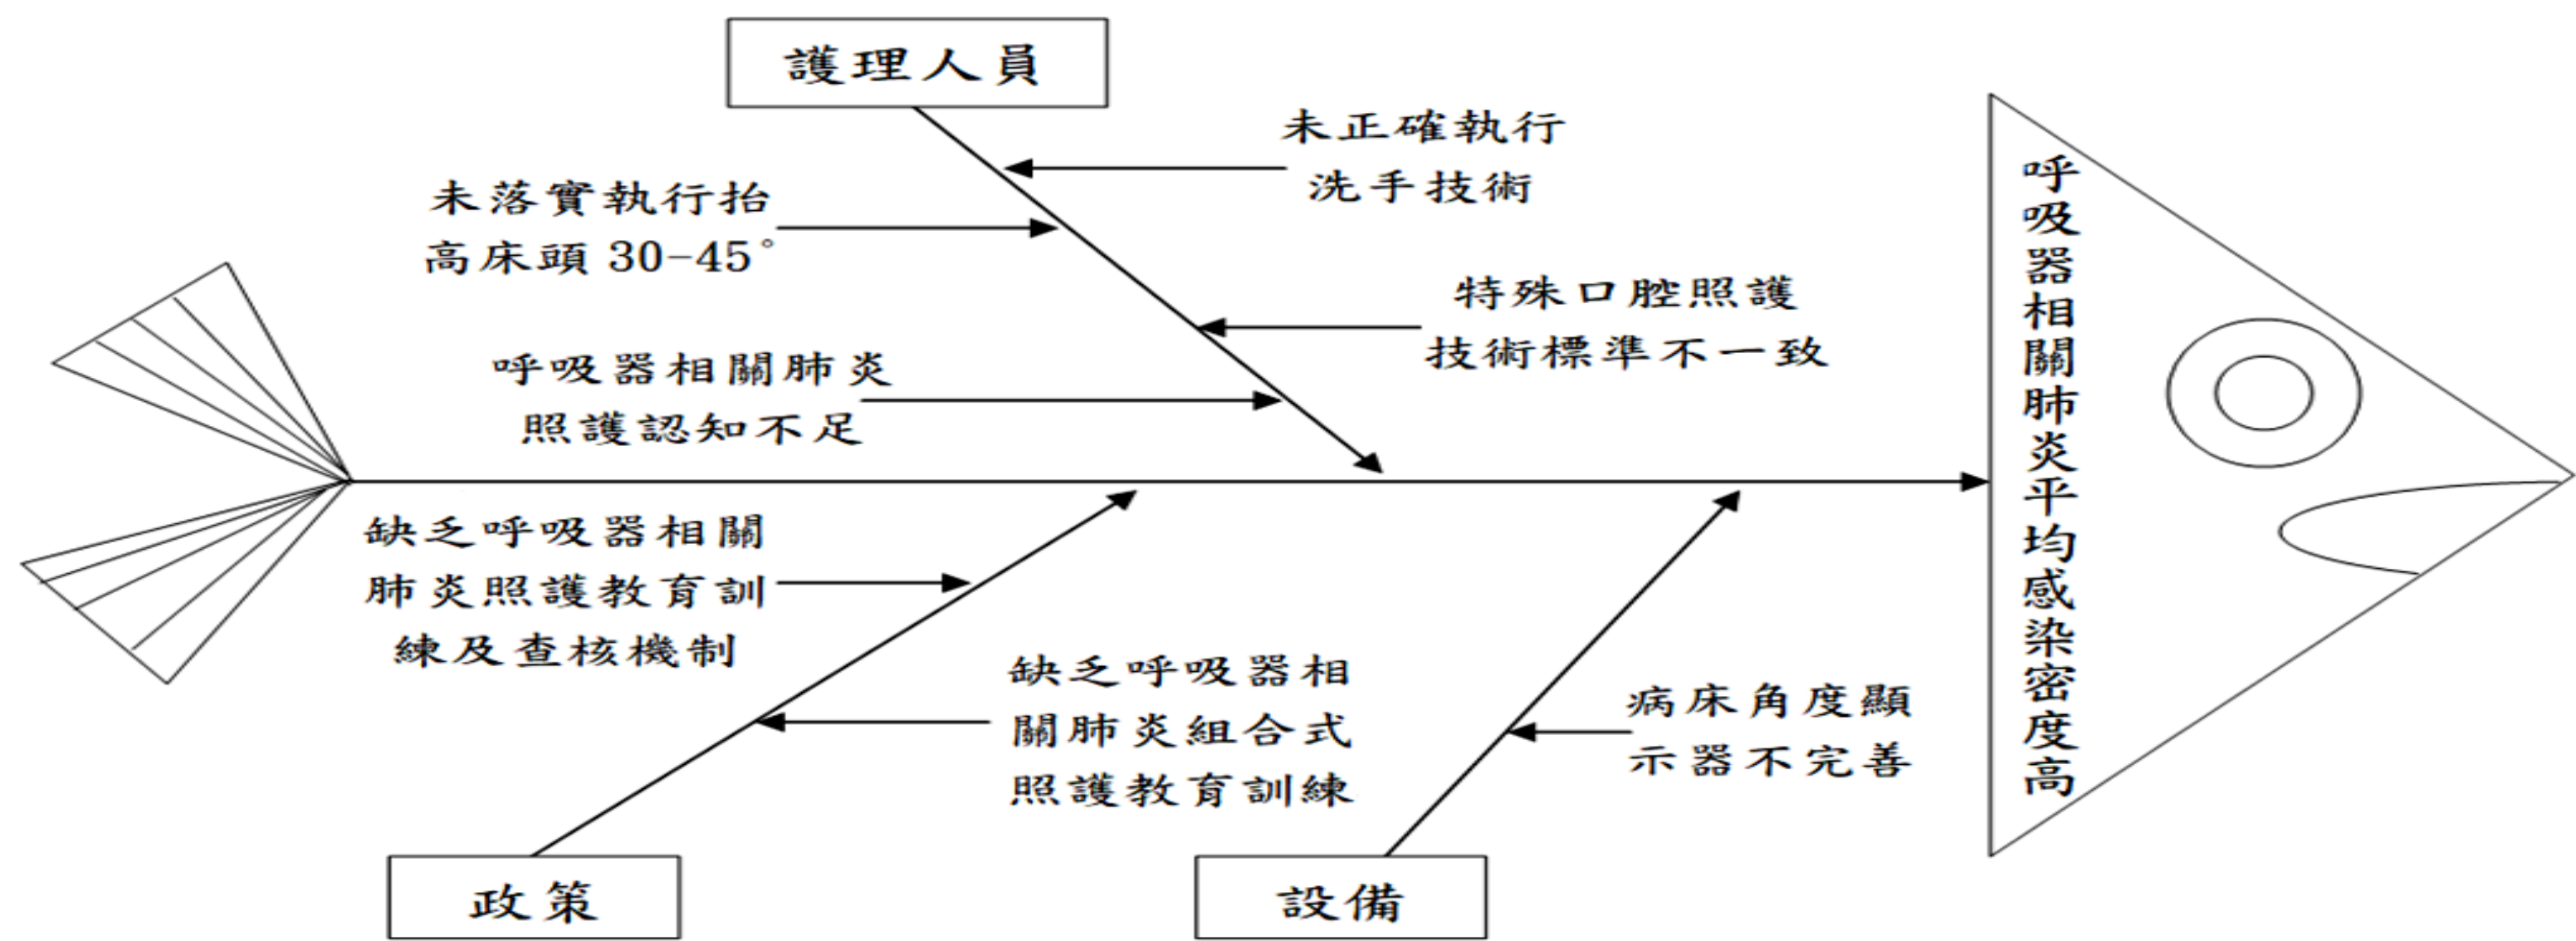 護理人員
未正確執行
洗手技術
未落實執行抬
高床頭 30-45°
特殊口腔照護
技術標準不一致
呼吸器相關肺炎
照護認知不足
呼吸器相關肺炎平均感染密度高
缺乏呼吸器相關
肺炎照護教育訓
練及查核機制
缺乏呼吸器相
關肺炎組合式
照護教育訓練
病床角度顯
示器不完善
政策
設備